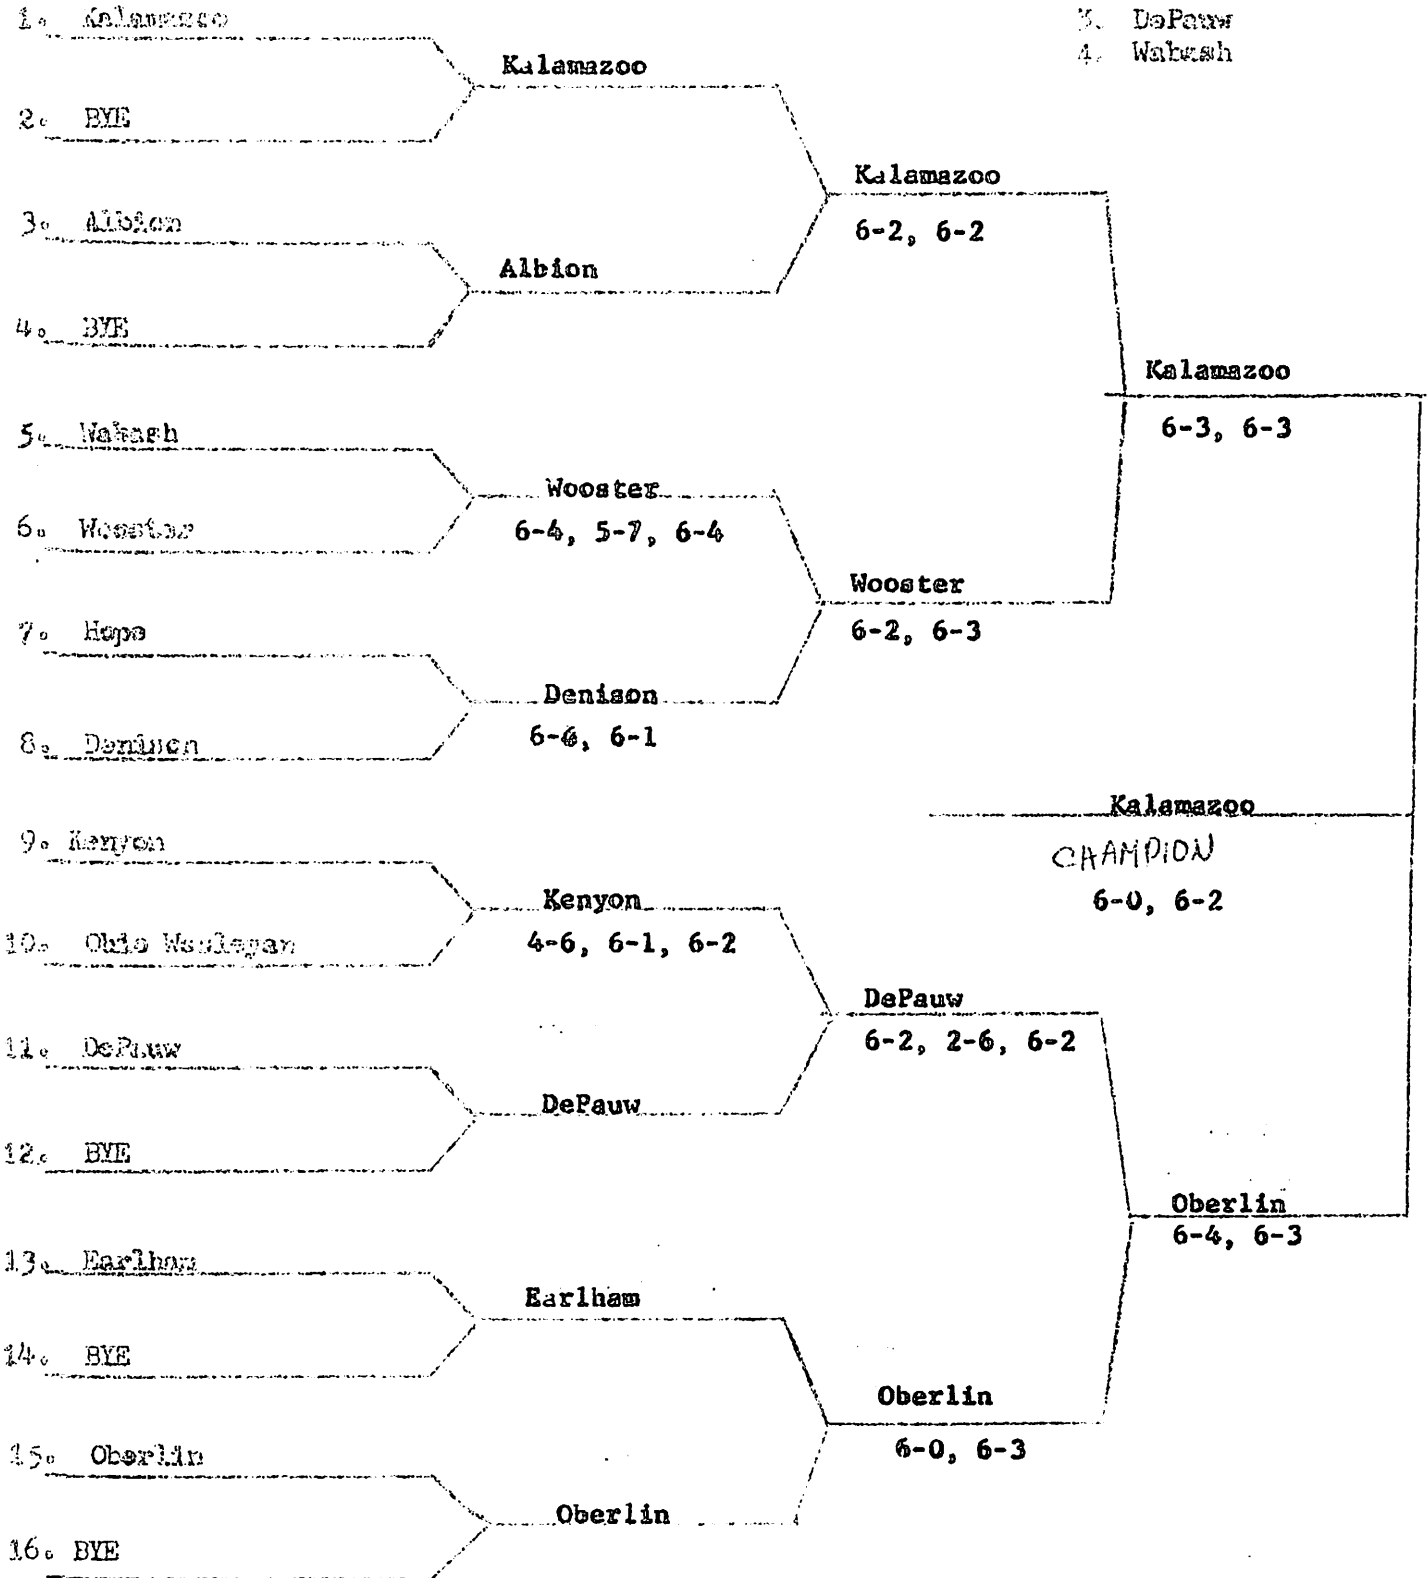 1. Kalamazoo
3. DePauw
4. Wabash
Kalamazoo
2. BYE
Kalamazoo
6-2, 6-2
3. Albion
Albion
4. BYE
Kalamazoo
6-3, 6-3
5. Wabash
Wooster
6-4, 5-7, 6-4
6. Wooster
Wooster
6-2, 6-3
7. Hope
Denison
6-4, 6-1
8. Denison
Kalamazoo
CHAMPION
6-0, 6-2
9. Kenyon
Kenyon
4-6, 6-1, 6-2
10. Ohio Wesleyan
DePauw
6-2, 2-6, 6-2
11. DePauw
DePauw
12. BYE
Oberlin
6-4, 6-3
13. Earlham
Earlham
14. BYE
Oberlin
6-0, 6-3
15. Oberlin
Oberlin
16. BYE